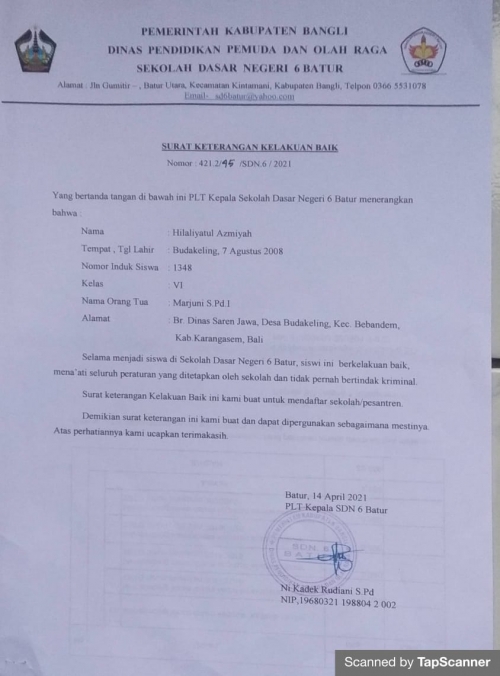 PEMERINTAH KABUPATEN BANGLI
DINAS PENDIDIKAN PEMUDA DAN OLAH RAGA
SEKOLAH DASAR NEGERI 6 BATUR
Alamat : Jln Giuntir – , Batur Utara, Kecamatan Kintamani, Kabupaten Bangli, Telpon 0366 5531078
Email- sd6batur@yahoo.com
SURAT KETERANGAN KELAKUAN BAIK
Nomor : 421.2/95 /SDN.6 / 2021
Yang bertanda tangan di bawah ini PLT Kepala Sekolah Dasar Negeri 6 Batur menerangkan
bahwa :
Nama : Hilaliyatul Azmiyah
Tempat , Tgl Lahir : Budakeling, 7 Agustus 2008
Nomor Induk Siswa : 1348
Kelas : VI
Nama Orang Tua : Marjuni S.Pd.I
Alamat : Br. Dinas Saren Jawa, Desa Budakeling, Kec. Bebandem,
Kab.Karangasem, Bali
Selama menjadi siswa di Sekolah Dasar Negeri 6 Batur, siswi ini berkelakuan baik,
mena'ati seluruh peraturan yang ditetapkan oleh sekolah dan tidak pernah bertindak kriminal.
Surat keterangan Kelakuan Baik ini kami buat untuk mendaftar sekolah/pesantren.
Demikian surat keterangan ini kami buat dan dapat dipergunakan sebagaimana mestinya.
Atas perhatiannya kami ucapkan terimakasih.
Batur, 14 April 2021
PLT Kepala SDN 6 Batur
SDN. 6
BATUR
Ni Kadek Rudiani S.Pd
NIP,19680321 198804 2 002
Scanned by TapScanner